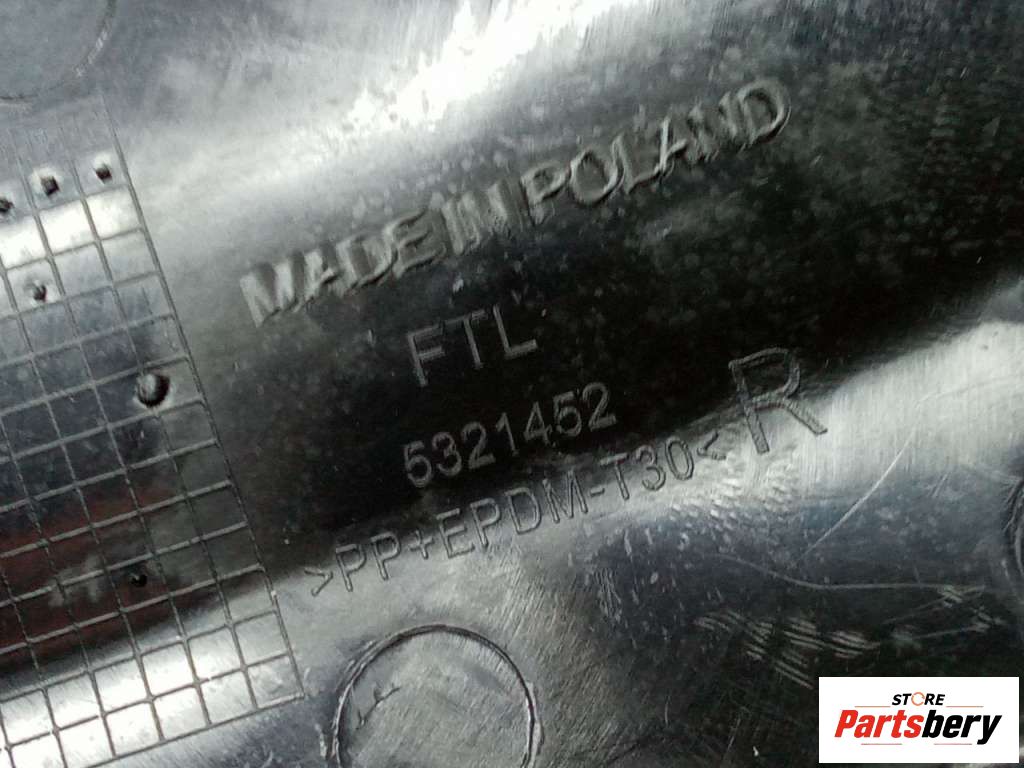 MADE IN POLAND
FTL
5321452
>PP+EPDM-T30<
R
STORE
Partsbery